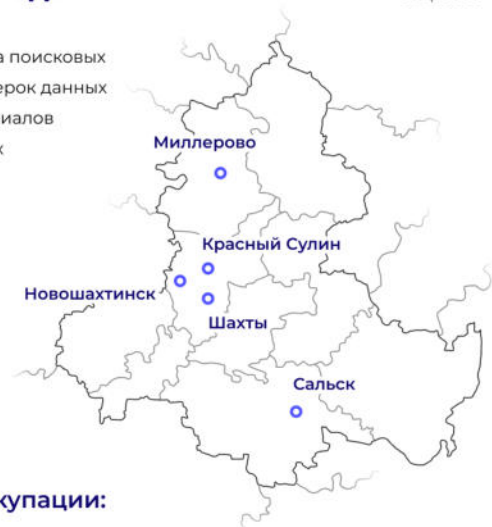 а поисковых
ерок данных
иалов
Миллерово
Красный Сулин
Новошахтинск
Шахты
Сальск
купации: